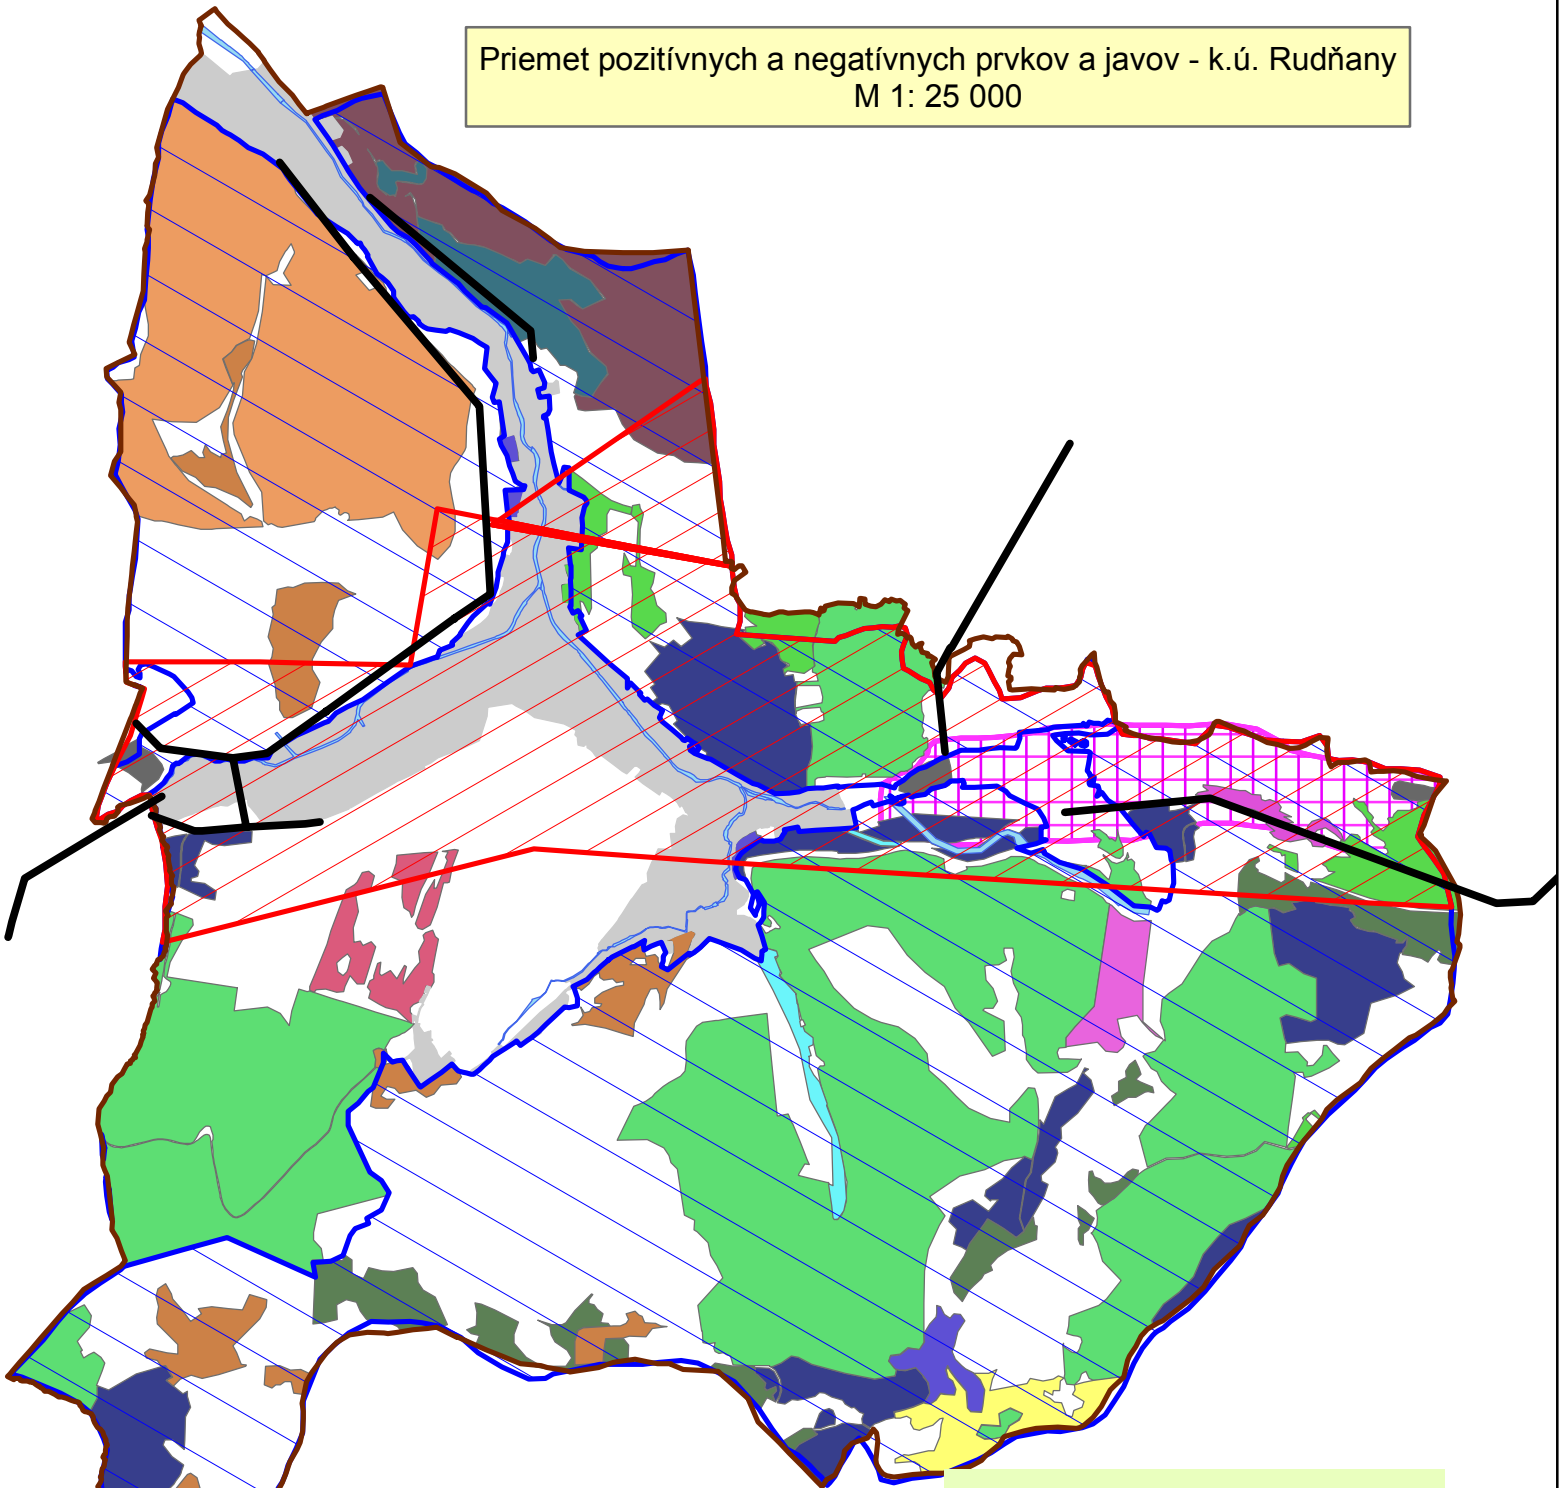 Priemet pozitívnych a negatívnych prvkov a javov - k.ú. Rudňany
M 1: 25 000